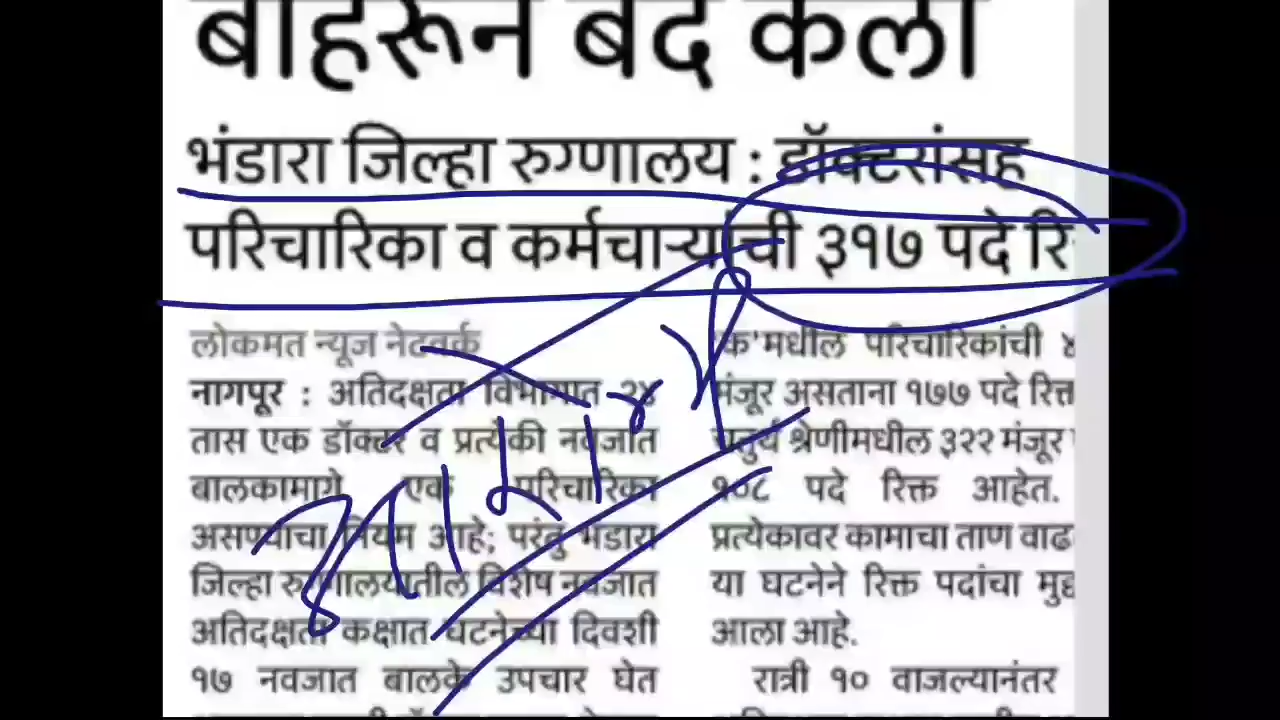 बाहेरून बंद केली
भंडारा जिल्हा रुग्णालय : डॉक्टरांसह
परिचारिका व कर्मचाऱ्यांची ३१७ पदे रि
लोकमत न्यूज नेटवर्क
नागपूर : अतिदक्षता विभागात २४
तास एक डॉक्टर व प्रत्येकी नवजात
बालकामागे एक परिचारिका
असण्याचा नियम आहे; परंतु भंडारा
जिल्हा रुग्णालयातील विशेष नवजात
अतिदक्षता कक्षात घटनेच्या दिवशी
१७ नवजात बालके उपचार घेत
क'मधील परिचारिकांची
मंजूर असताना १७७ पदे रिक्त
चतुर्थ श्रेणीमधील ३२२ मंजूर
१०८ पदे रिक्त आहेत.
प्रत्येकावर कामाचा ताण वाढ
या घटनेने रिक्त पदांचा मुद्द
आला आहे.
रात्री १० वाजल्यानंतर